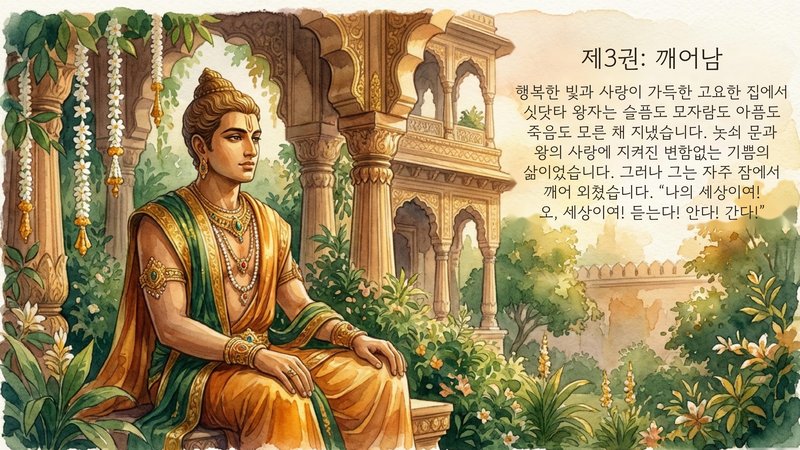 제3권: 깨어남
행복한 빛과 사랑이 가득한 고요한 집에서
싯닷타 왕자는 슬픔도 모자람도 아픔도
죽음도 모른 채 지냈습니다. 놋쇠 문과
왕의 사랑에 지켜진 변함없는 기쁨의
삶이었습니다. 그러나 그는 자주 잠에서
깨어 외쳤습니다. “나의 세상이여!
오, 세상이여! 듣는다! 안다! 간다!”